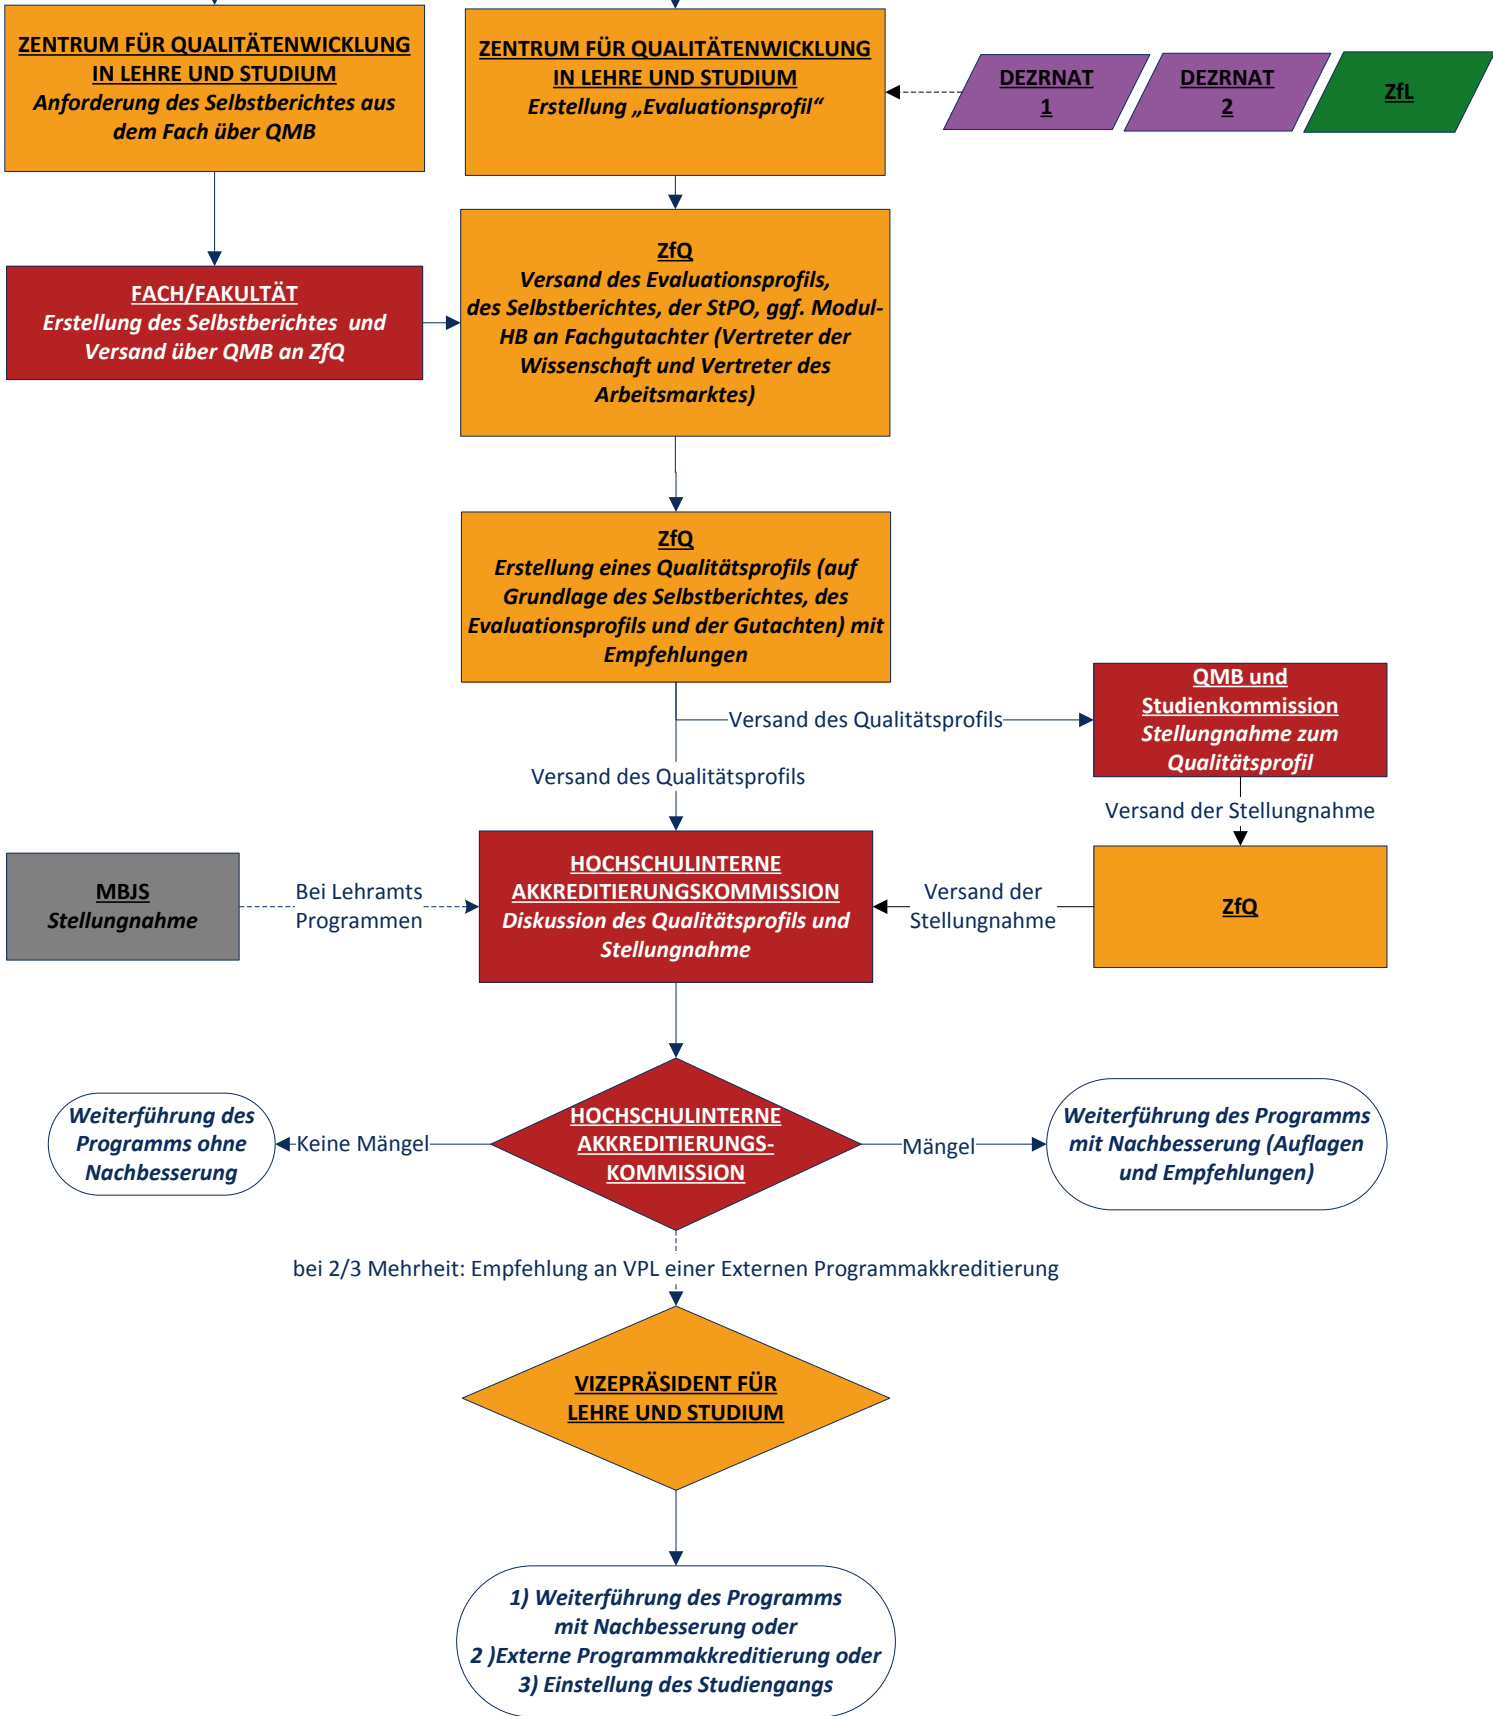 ZENTRUM FÜR QUALITÄTENWICKLUNG
IN LEHRE UND STUDIUM
Anforderung des Selbstberichtes aus
dem Fach über QMB
ZENTRUM FÜR QUALITÄTENWICKLUNG
IN LEHRE UND STUDIUM
Erstellung „Evaluationsprofil“
DEZRNAT
1
DEZRNAT
2
ZfL
FACH/FAKULTÄT
Erstellung des Selbstberichtes und
Versand über QMB an ZfQ
ZfQ
Versand des Evaluationsprofils,
des Selbstberichtes, der StPO, ggf. Modul-
HB an Fachgutachter (Vertreter der
Wissenschaft und Vertreter des
Arbeitsmarktes)
ZfQ
Erstellung eines Qualitätsprofils (auf
Grundlage des Selbstberichtes, des
Evaluationsprofils und der Gutachten) mit
Empfehlungen
Versand des Qualitätsprofils
QMB und
Studienkommission
Stellungnahme zum
Qualitätsprofil
Versand des Qualitätsprofils
Versand der Stellungnahme
MBJS
Stellungnahme
Bei Lehramts
Programmen
HOCHSCHULINTERNE
AKKREDITIERUNGSKOMMISSION
Diskussion des Qualitätsprofils und
Stellungnahme
Versand der
Stellungnahme
ZfQ
Weiterführung des
Programms ohne
Nachbesserung
Keine Mängel
HOCHSCHULINTERNE
AKKREDITIERUNGS-
KOMMISSION
Mängel
Weiterführung des Programms
mit Nachbesserung (Auflagen
und Empfehlungen)
bei 2/3 Mehrheit: Empfehlung an VPL einer Externen Programmakkreditierung
VIZEPRÄSIDENT FÜR
LEHRE UND STUDIUM
1) Weiterführung des Programms
mit Nachbesserung oder
2 )Externe Programmakkreditierung oder
3) Einstellung des Studiengangs